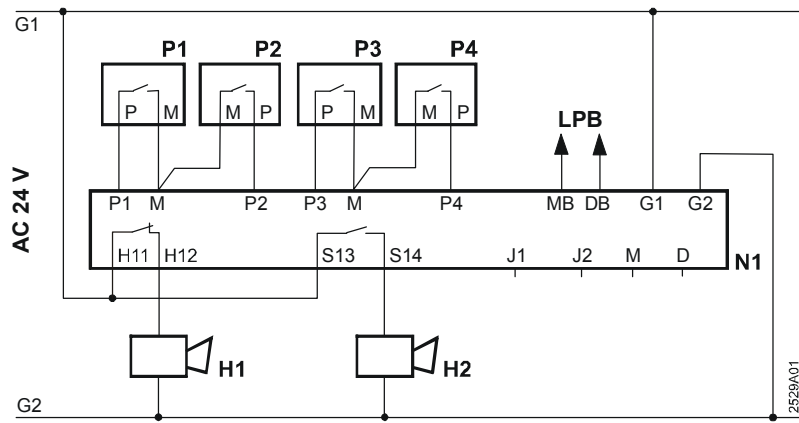 G1
P1 P2 P3 P4
P M M P P M M P
LPB
AC 24 V
P1 M P2 P3 M P4 MB DB G1 G2
H11 H12 S13 S14 J1 J2 M D N1
H1 H2
G2
2529A01